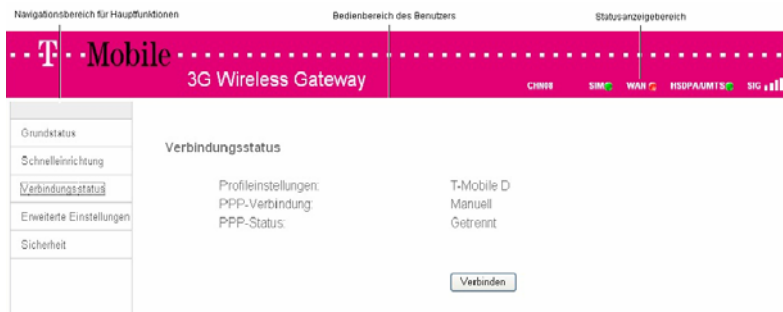 Navigationsbereich für Hauptfunktionen Bedienbereich des Benutzers Statusanzeigebereich
T-Mobile
3G Wireless Gateway
SIM WAN HSDPA/UMTS SIG
Grundstatus
Schnelleinrichtung
Verbindungsstatus
Erweiterte Einstellungen
Sicherheit
Verbindungsstatus
Profileinstellungen: T-Mobile D
PPP-Verbindung: Manuell
PPP-Status: Getrennt
Verbinden